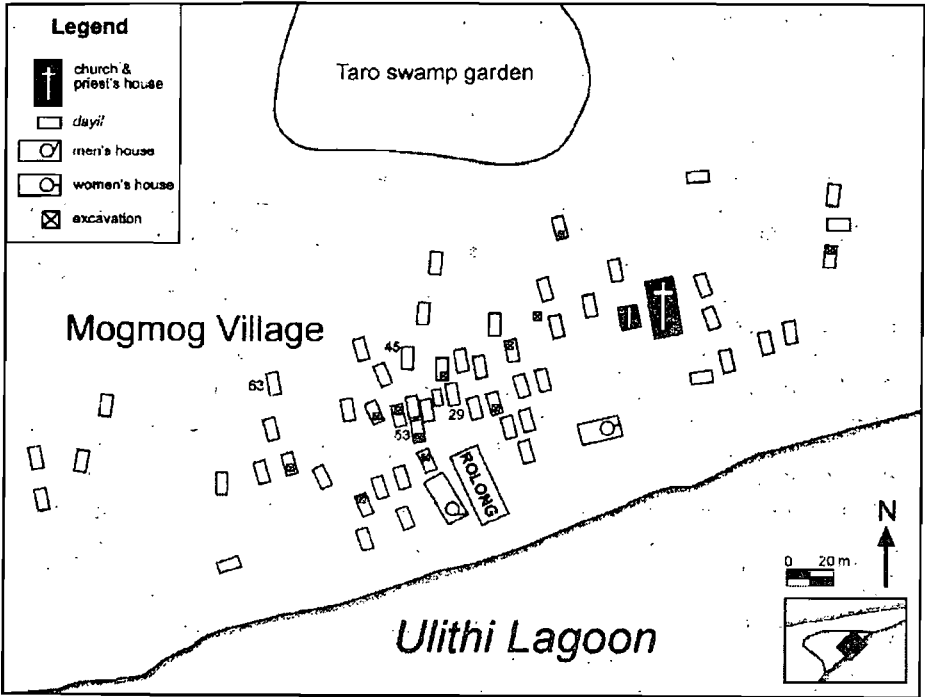 Legend
church &
priest's house
dayil
men's house
women's house
excavation
Taro swamp garden
Mogmog Village
45
63
29
53
ROLONG
N
0 20 m
Ulithi Lagoon